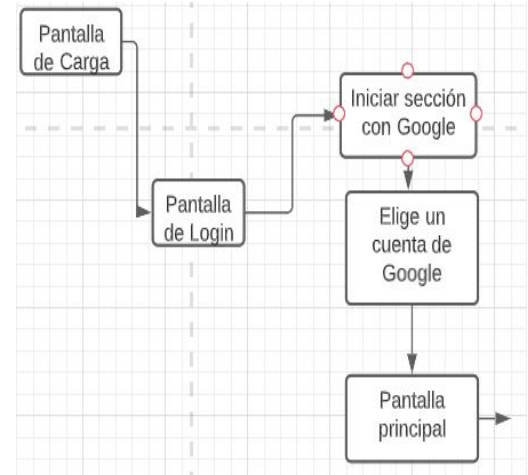 Pantalla
de Carga
Iniciar sección
con Google
Pantalla
de Login
Elige un
cuenta de
Google
Pantalla
principal